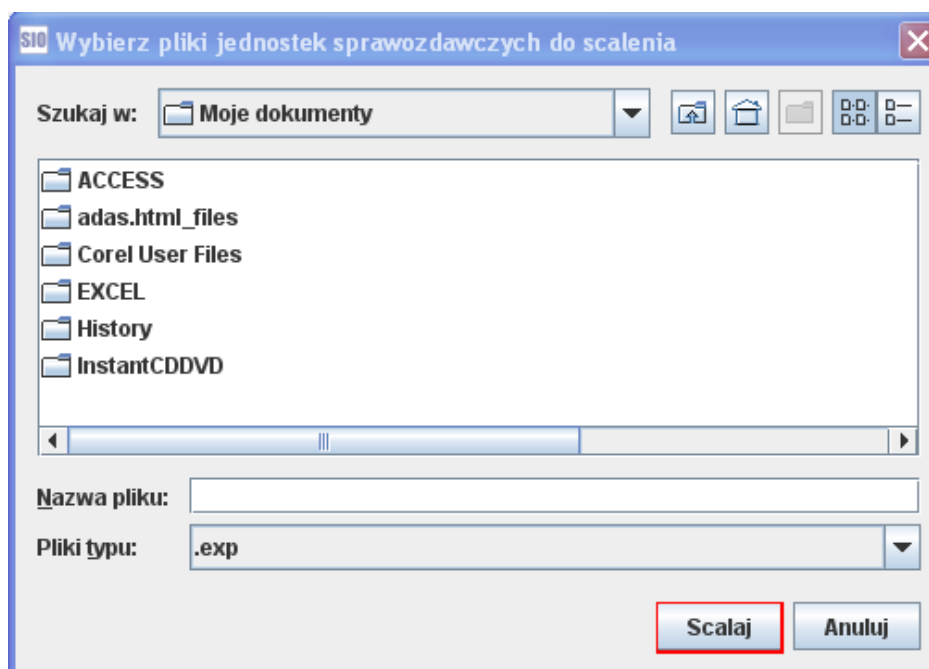 SIO Wybierz pliki jednostek sprawozdawczych do scalenia
Szukaj w: Moje dokumenty
ACCESS
adas.html_files
Corel User Files
EXCEL
History
InstantCDDVD
Nazwa pliku:
Pliki typu: .exp
Scalaj Anuluj